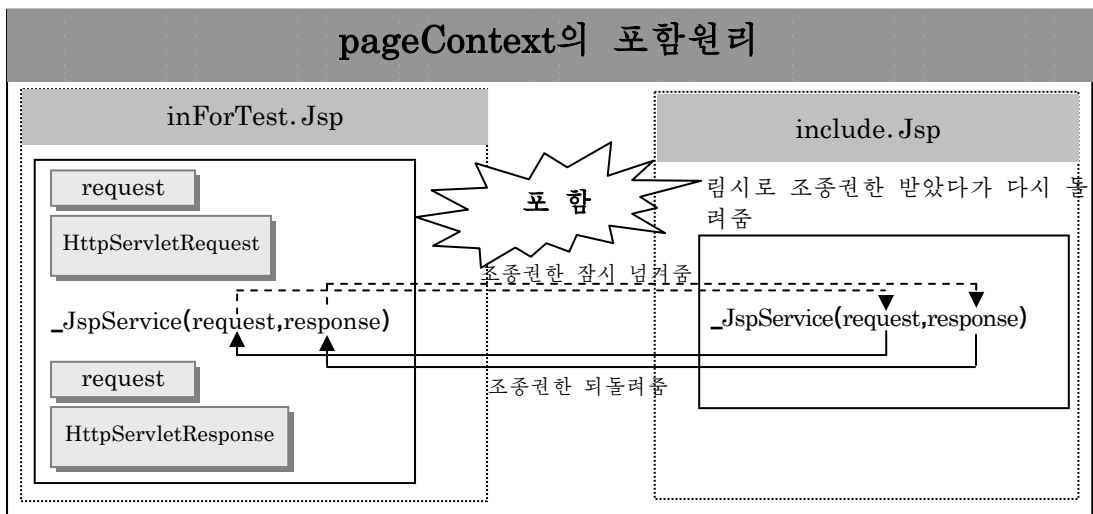 pageContext의 포함원리
inForTest.Jsp
request
HttpServletRequest
_JspService(request,response)
request
HttpServletResponse
포 함
조종권한 잠시 넘겨줌
조종권한 되돌려줌
include.Jsp
림시로 조종권한 받았다가 다시 돌
려줌
_JspService(request,response)